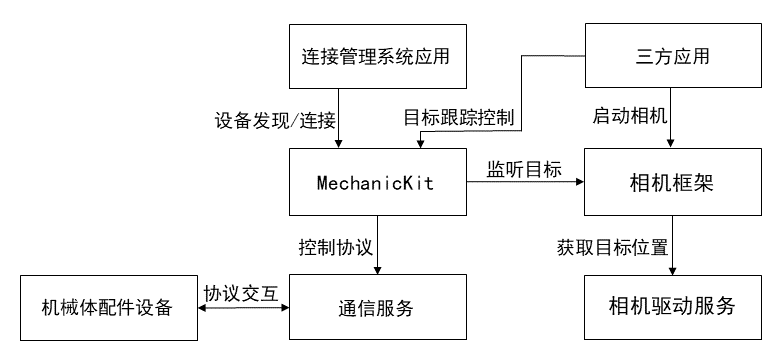 连接管理系统应用
三方应用
设备发现/连接
目标跟踪控制
启动相机
MechanicKit
监听目标
相机框架
控制协议
获取目标位置
机械体配件设备
协议交互
通信服务
相机驱动服务